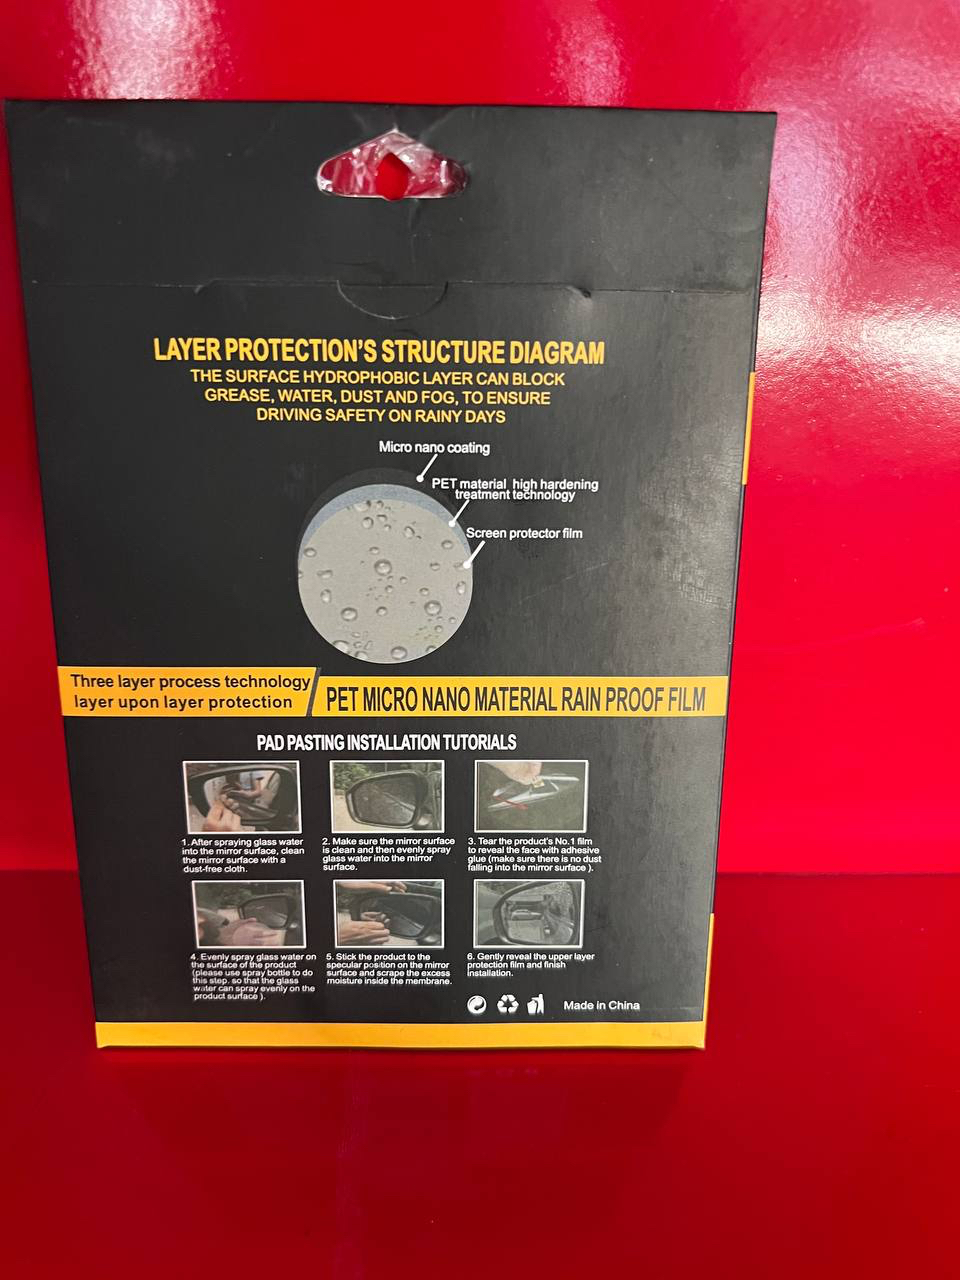 LAYER PROTECTION'S STRUCTURE DIAGRAM
THE SURFACE HYDROPHOBIC LAYER CAN BLOCK
GREASE, WATER, DUST AND FOG, TO ENSURE
DRIVING SAFETY ON RAINY DAYS
Micro nano coating
PET material high hardening
treatment technology
Screen protector film
Three layer process technology
layer upon layer protection
PET MICRO NANO MATERIAL RAIN PROOF FILM
PAD PASTING INSTALLATION TUTORIALS
1. After spraying glass water
into the mirror surface, clean
the mirror surface with a
dust-free cloth.
2. Make sure the mirror surface
is clean and then evenly spray
glass water into the mirror
surface.
3. Tear the product's No.1 film
to reveal the face with adhesive
glue (make sure there is no dust
falling into the mirror surface ).
4. Evenly spray glass water on
the surface of the product
(please use spray bottle to do
this step. so that the glass
water can spray evenly on the
product surface ).
5. Stick the product to the
specular position on the mirror
surface and scrape the excess
moisture inside the membrane.
6. Gently reveal the upper layer
protection film and finish
installation.
Made in China